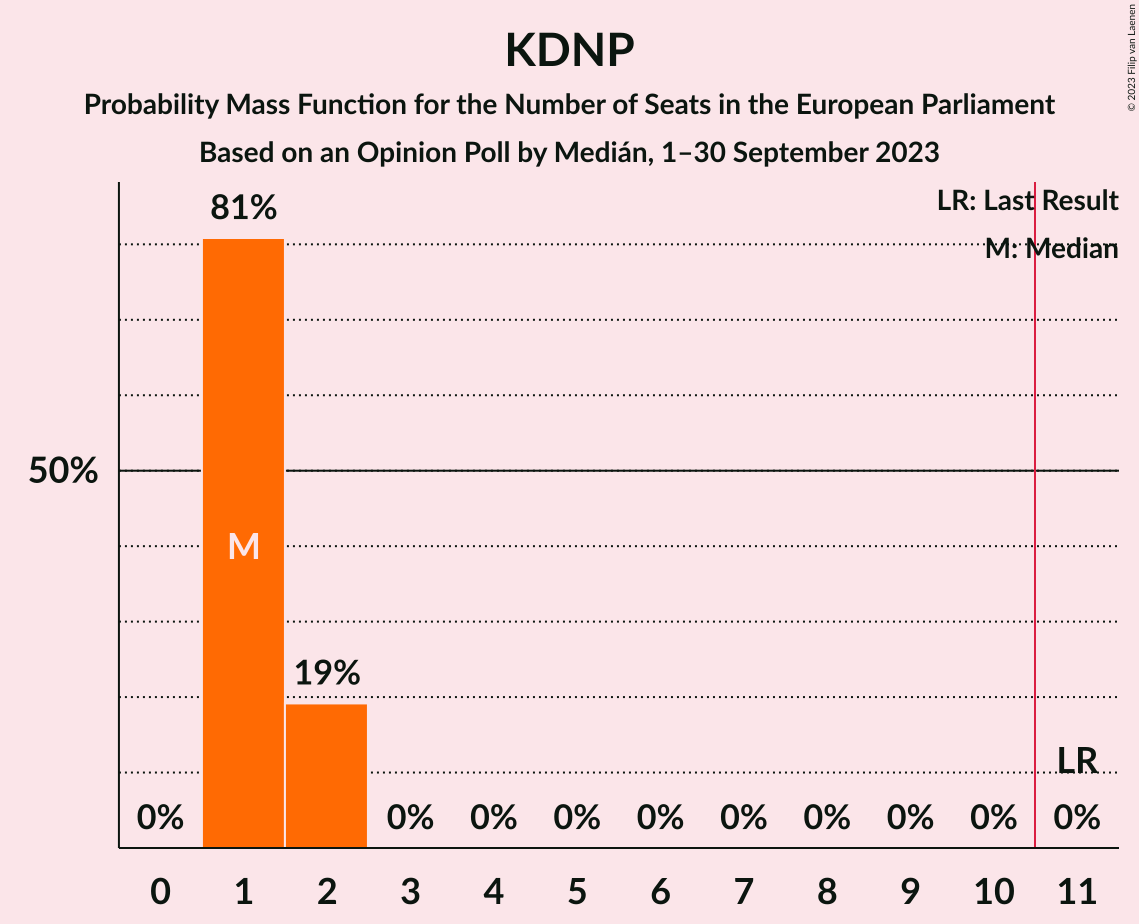 KDNP
Probability Mass Function for the Number of Seats in the European Parliament
Based on an Opinion Poll by Medián, 1–30 September 2023
© 2023 Filip van Laenen
LR: Last Result
M: Median
81%
50%
M
19%
LR
0% 0% 0% 0% 0% 0% 0% 0% 0% 0%
0 1 2 3 4 5 6 7 8 9 10 11